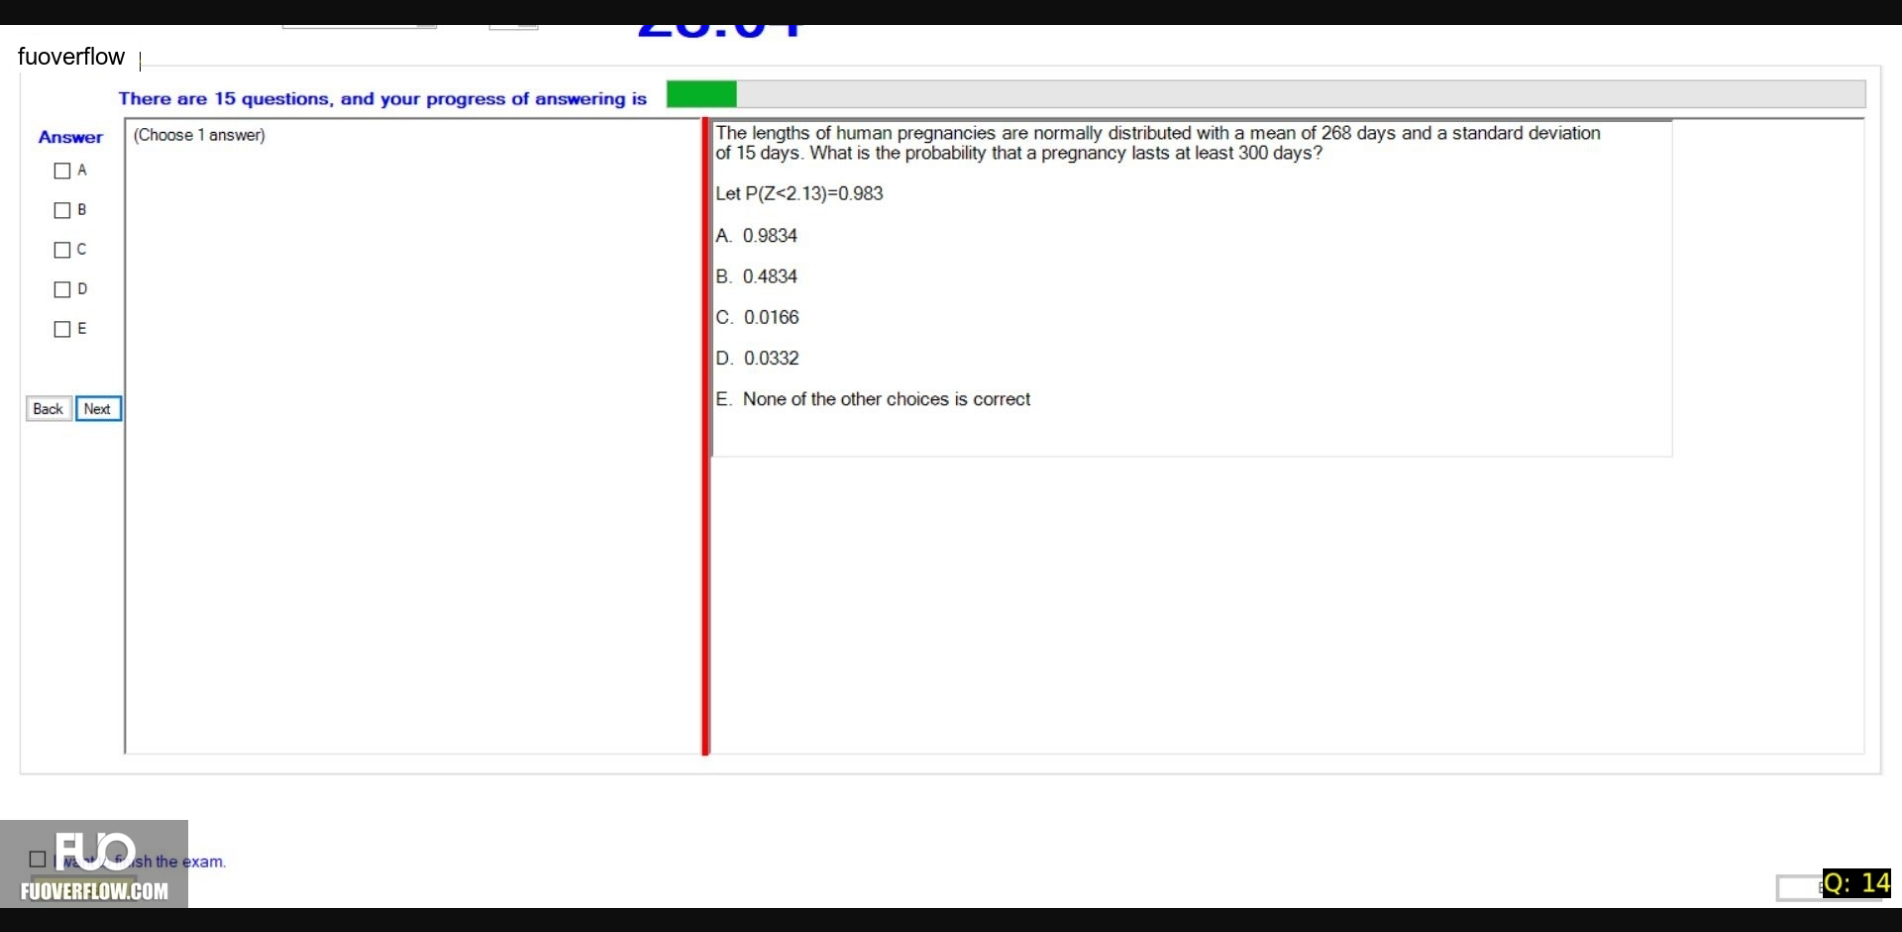 fuoverflow
There are 15 questions, and your progress of answering is
Answer
(Choose 1 answer)
A
B
C
D
E
Back Next
The lengths of human pregnancies are normally distributed with a mean of 268 days and a standard deviation
of 15 days. What is the probability that a pregnancy lasts at least 300 days?
Let P(Z<2.13)=0.983
A. 0.9834
B. 0.4834
C. 0.0166
D. 0.0332
E. None of the other choices is correct
FUO
the exam.
FUOVERFLOW.COM
Q: 14